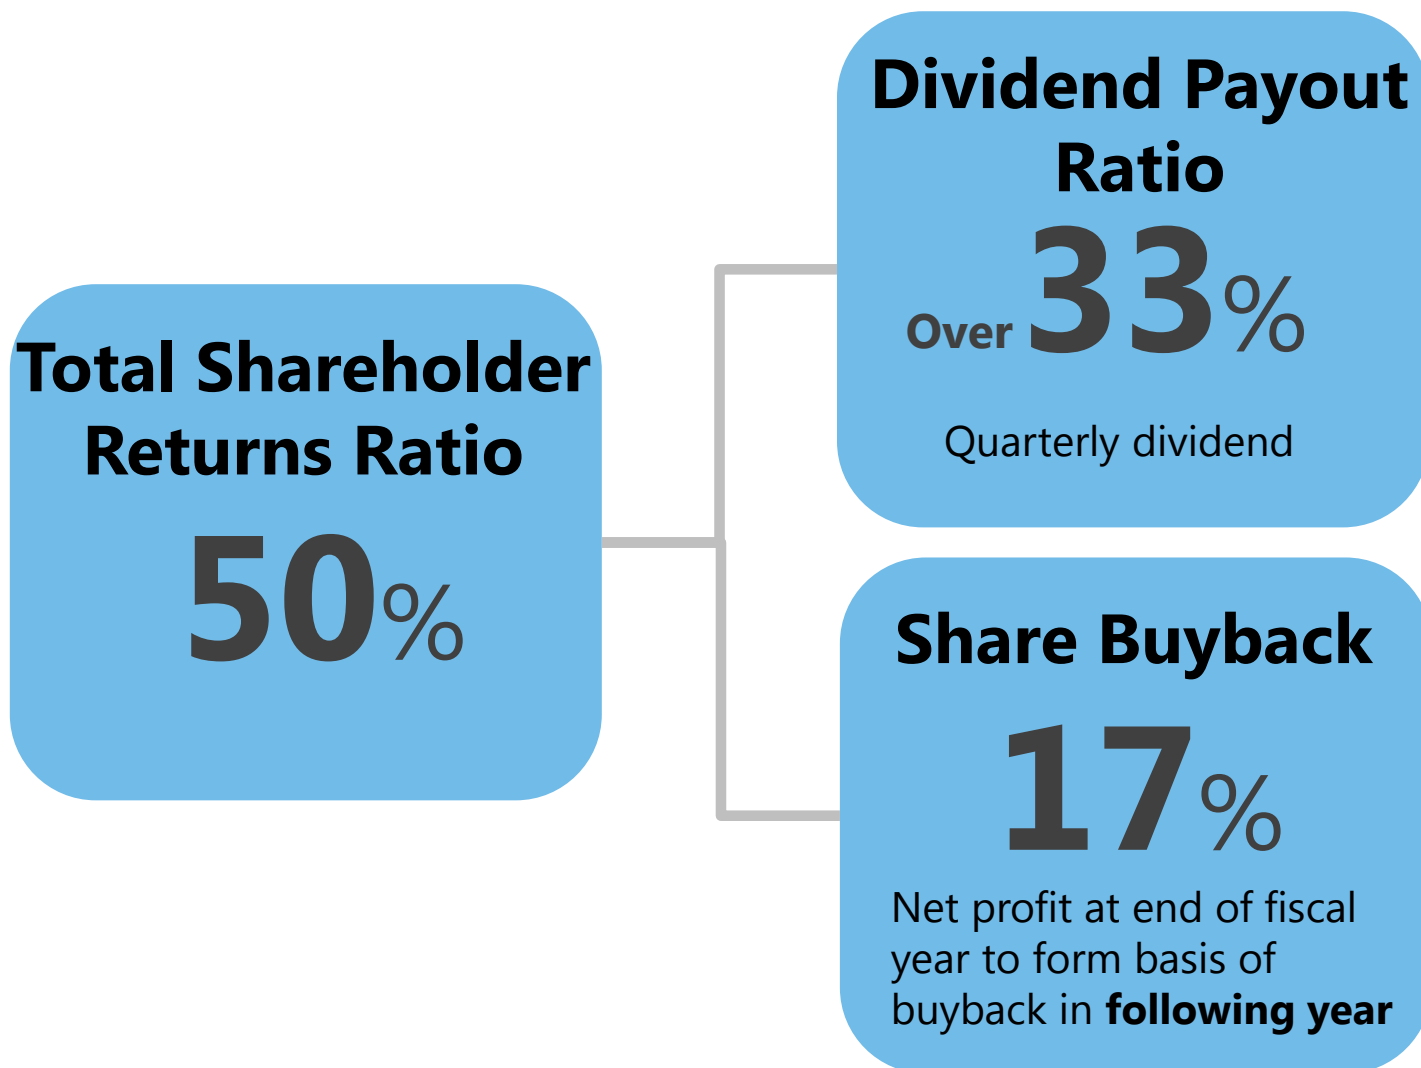 Total Shareholder
Returns Ratio
50%
Dividend Payout
Ratio
Over 33%
Quarterly dividend
Share Buyback
17%
Net profit at end of fiscal
year to form basis of
buyback in following year